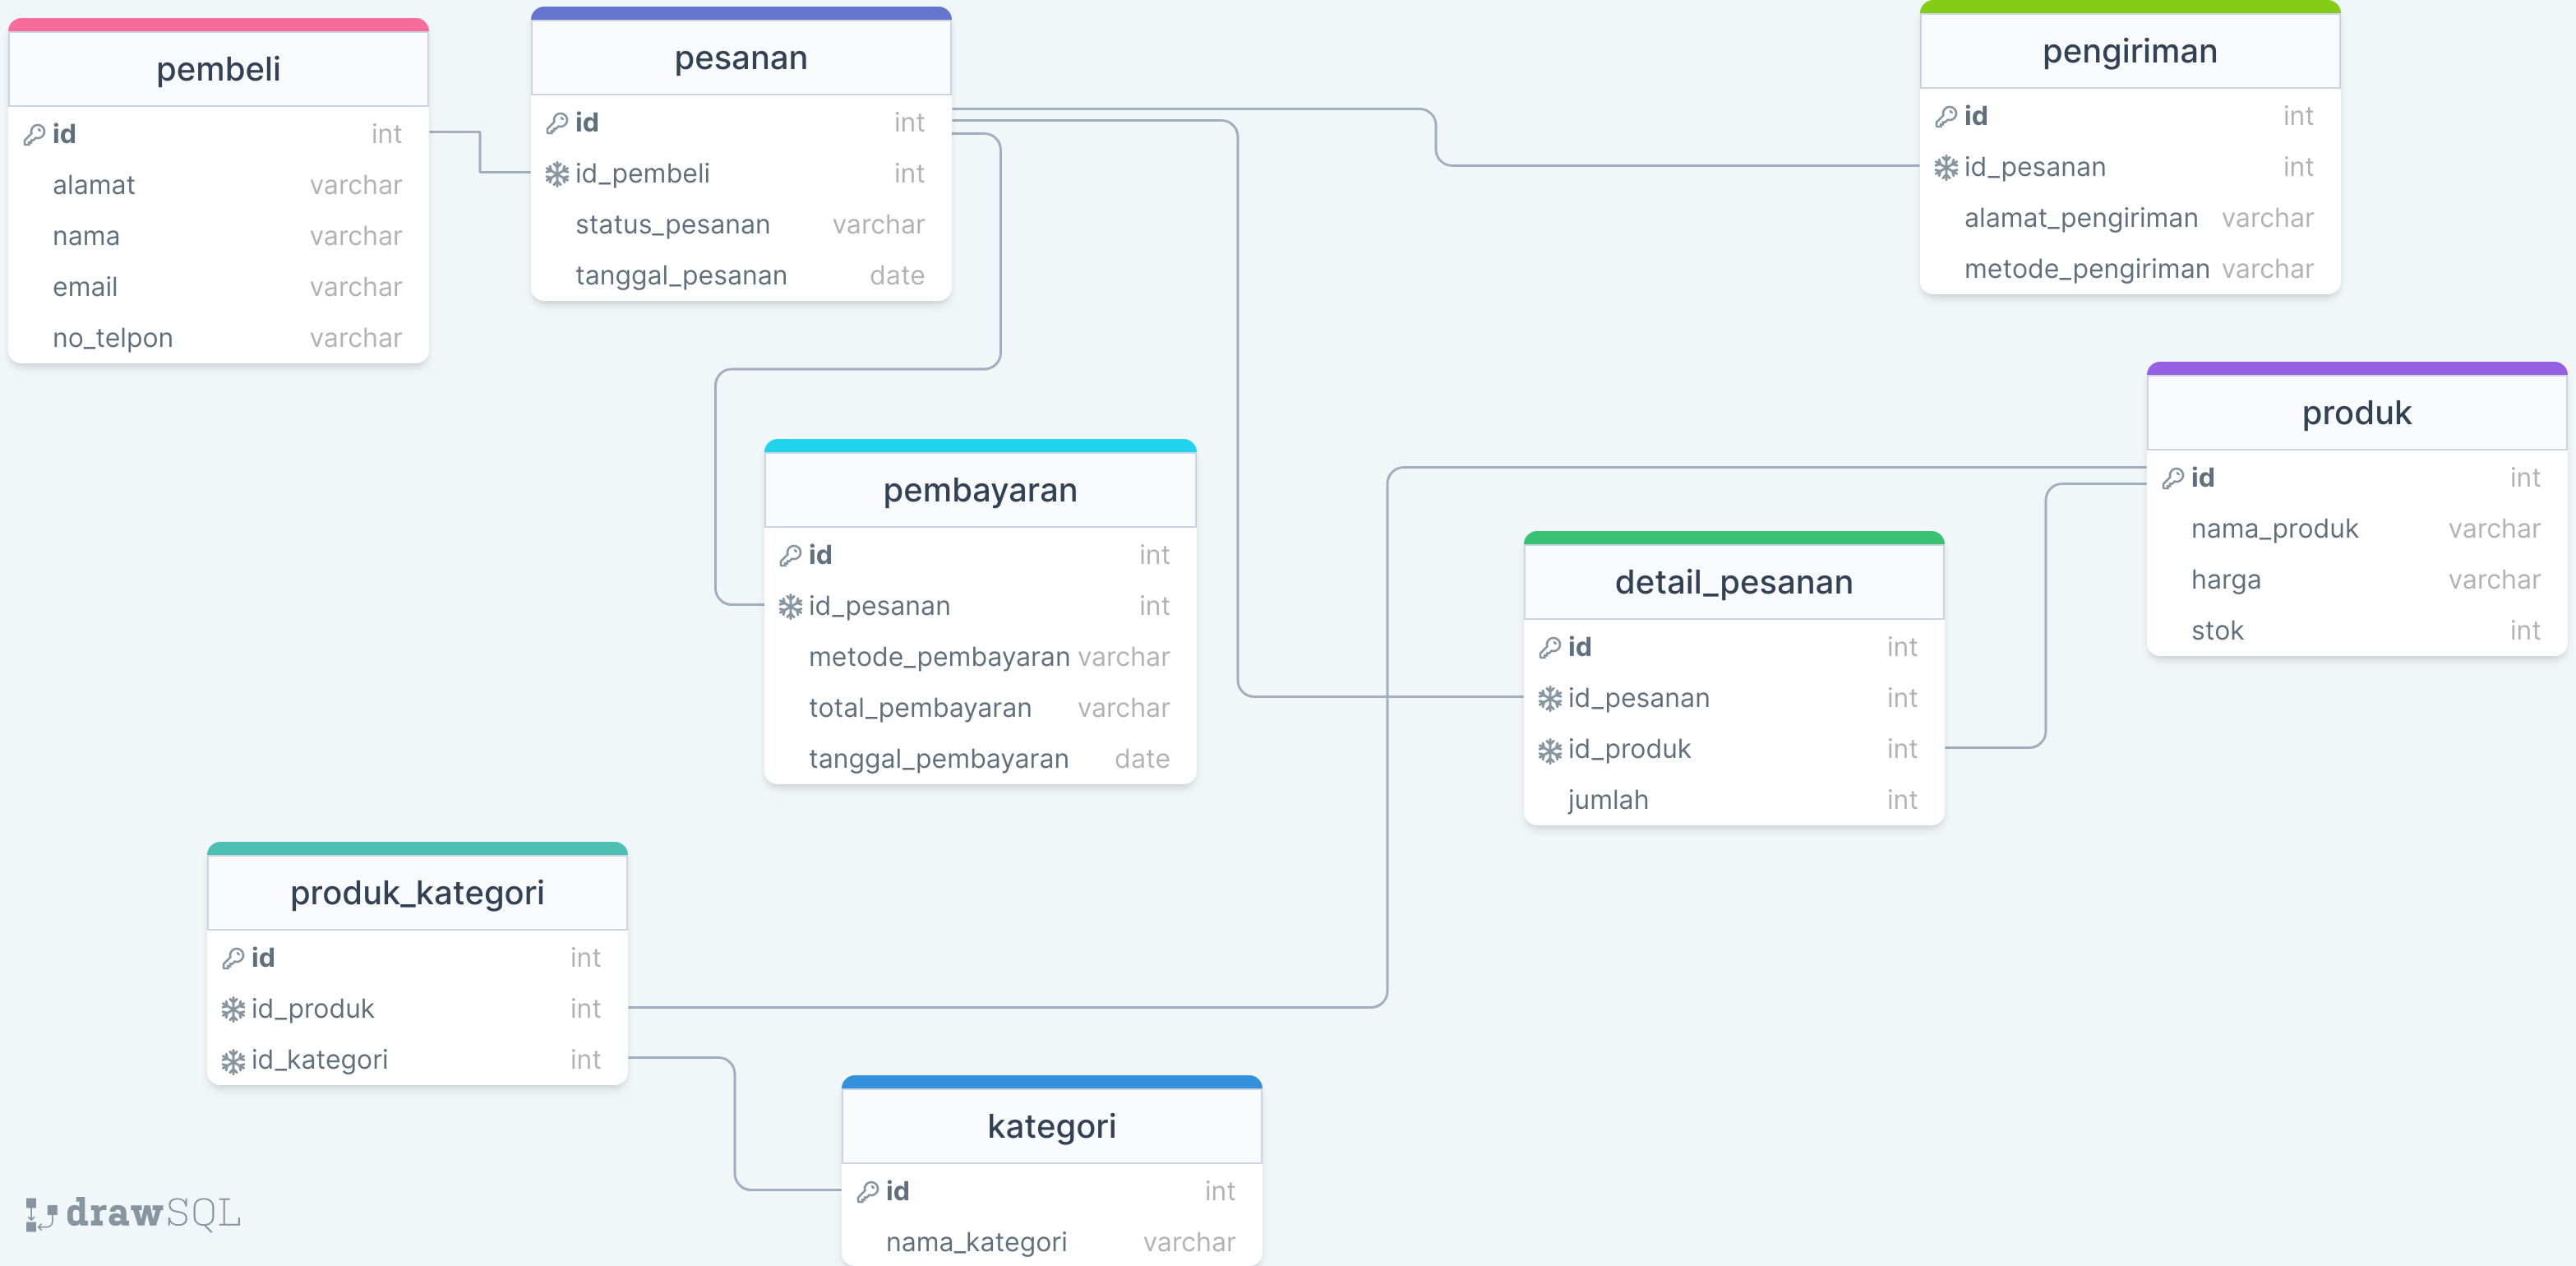 pembeli
id int
alamat varchar
nama varchar
email varchar
no_telpon varchar
pesanan
id int
id_pembeli int
status_pesanan varchar
tanggal_pesanan date
pengiriman
id int
id_pesanan int
alamat_pengiriman varchar
metode_pengiriman varchar
produk
id int
nama_produk varchar
harga varchar
stok int
pembayaran
id int
id_pesanan int
metode_pembayaran varchar
total_pembayaran varchar
tanggal_pembayaran date
detail_pesanan
id int
id_pesanan int
id_produk int
jumlah int
produk_kategori
id int
id_produk int
id_kategori int
kategori
id int
nama_kategori varchar
drawSQL